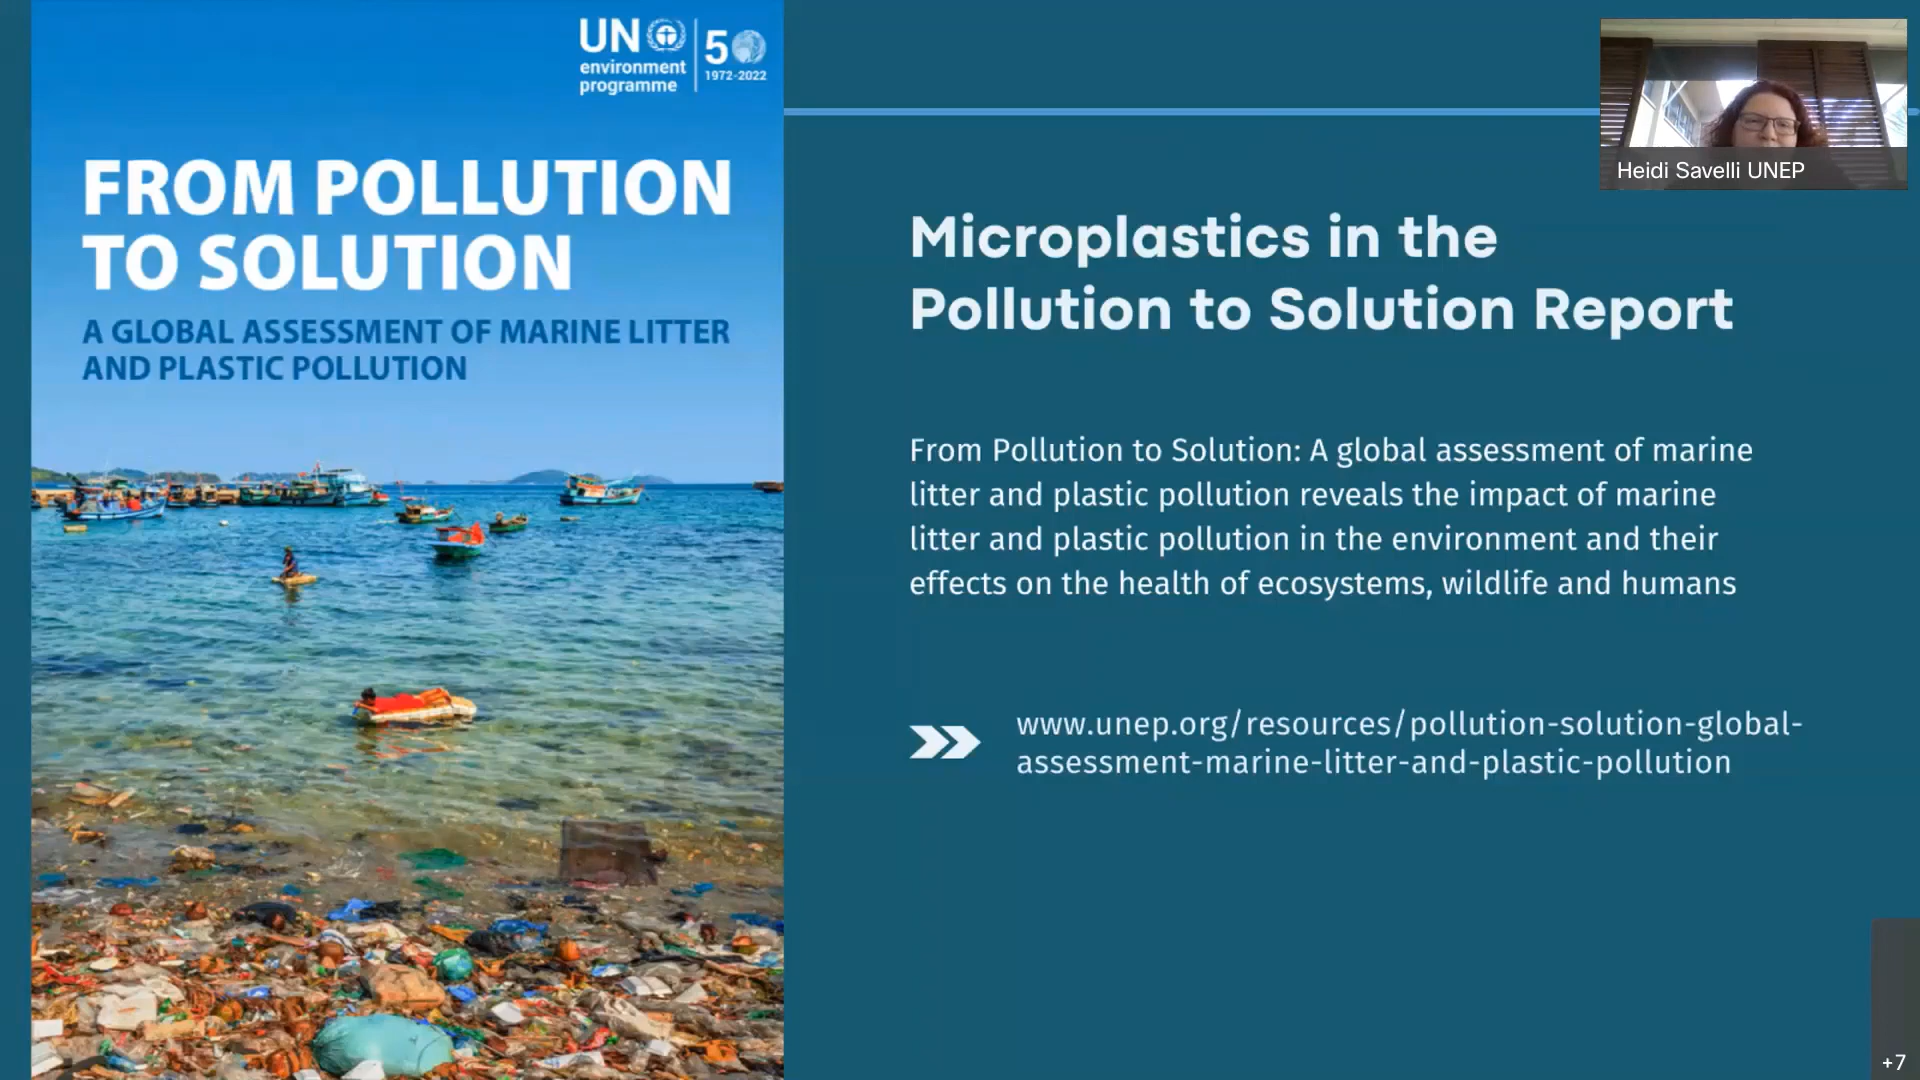 UN
environment
programme
50
1972-2022
FROM POLLUTION
TO SOLUTION
A GLOBAL ASSESSMENT OF MARINE LITTER
AND PLASTIC POLLUTION
Heidi Savelli UNEP
Microplastics in the
Pollution to Solution Report
From Pollution to Solution: A global assessment of marine
litter and plastic pollution reveals the impact of marine
litter and plastic pollution in the environment and their
effects on the health of ecosystems, wildlife and humans
www.unep.org/resources/pollution-solution-global-
assessment-marine-litter-and-plastic-pollution
+7